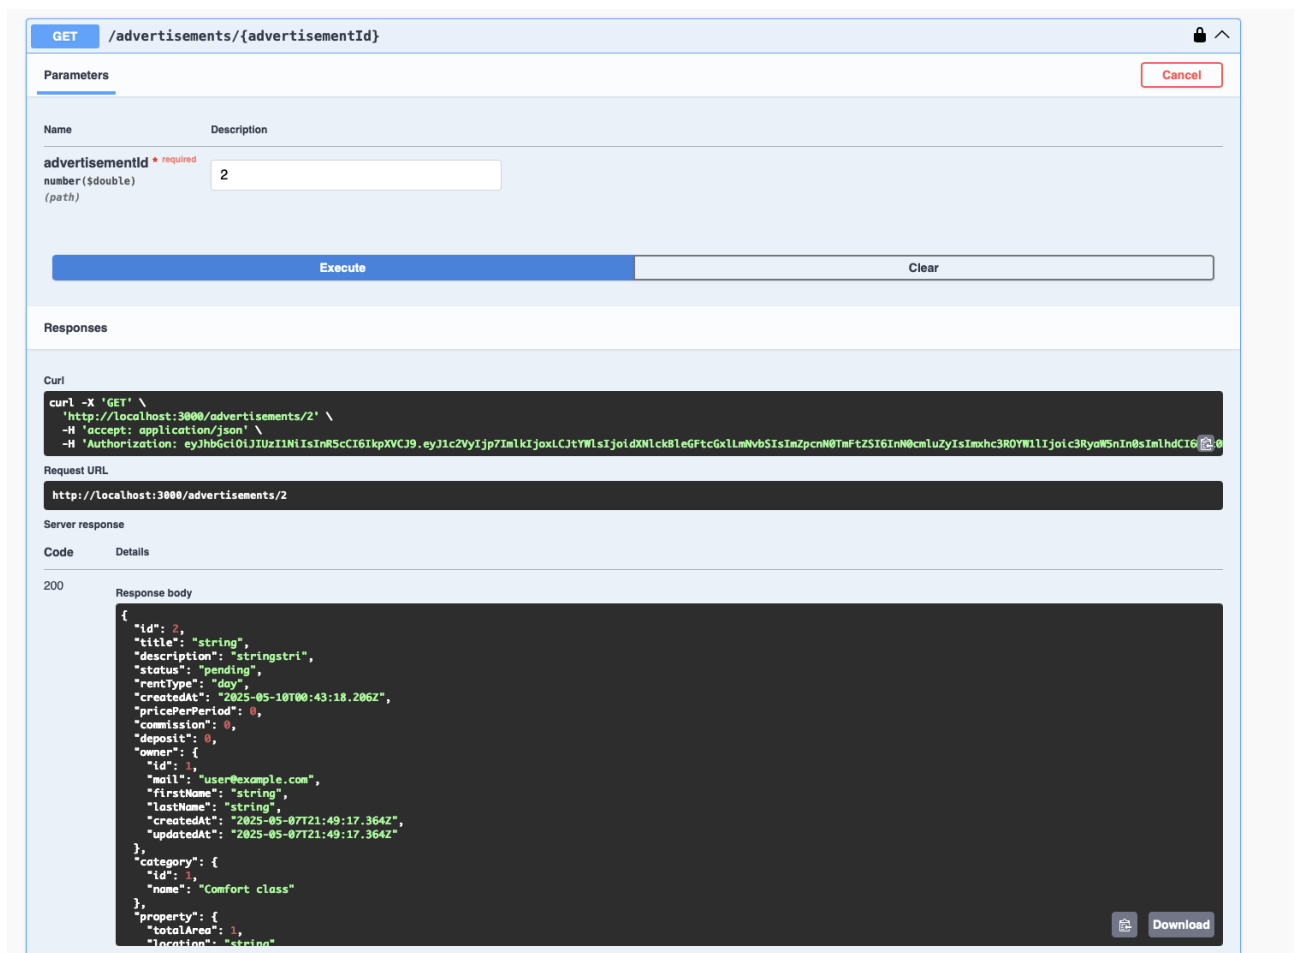 GET /advertisements/{advertisementId}
Parameters
Cancel
Name Description
advertisementId * required
number($double)
(path)
2
Execute Clear
Responses
Curl
curl -X 'GET' \
'http://localhost:3000/advertisements/2' \
-H 'accept: application/json' \
-H 'Authorization:
Request URL
http://localhost:3000/advertisements/2
Server response
Code Details
200
Response body
{
"id": 2,
"title": "string",
"description": "stringstri",
"status": "pending",
"rentType": "day",
"createdAt": "2025-05-10T00:43:18.206Z",
"pricePerPeriod": 0,
"commission": 0,
"deposit": 0,
"owner": {
"id": 1,
"mail": "user@example.com",
"firstName": "string",
"lastName": "string",
"createdAt": "2025-05-07T21:49:17.364Z",
"updatedAt": "2025-05-07T21:49:17.364Z"
},
"category": {
"id": 1,
"name": "Comfort class"
},
"property": {
"totalArea": 1,
"location": "string"
Download